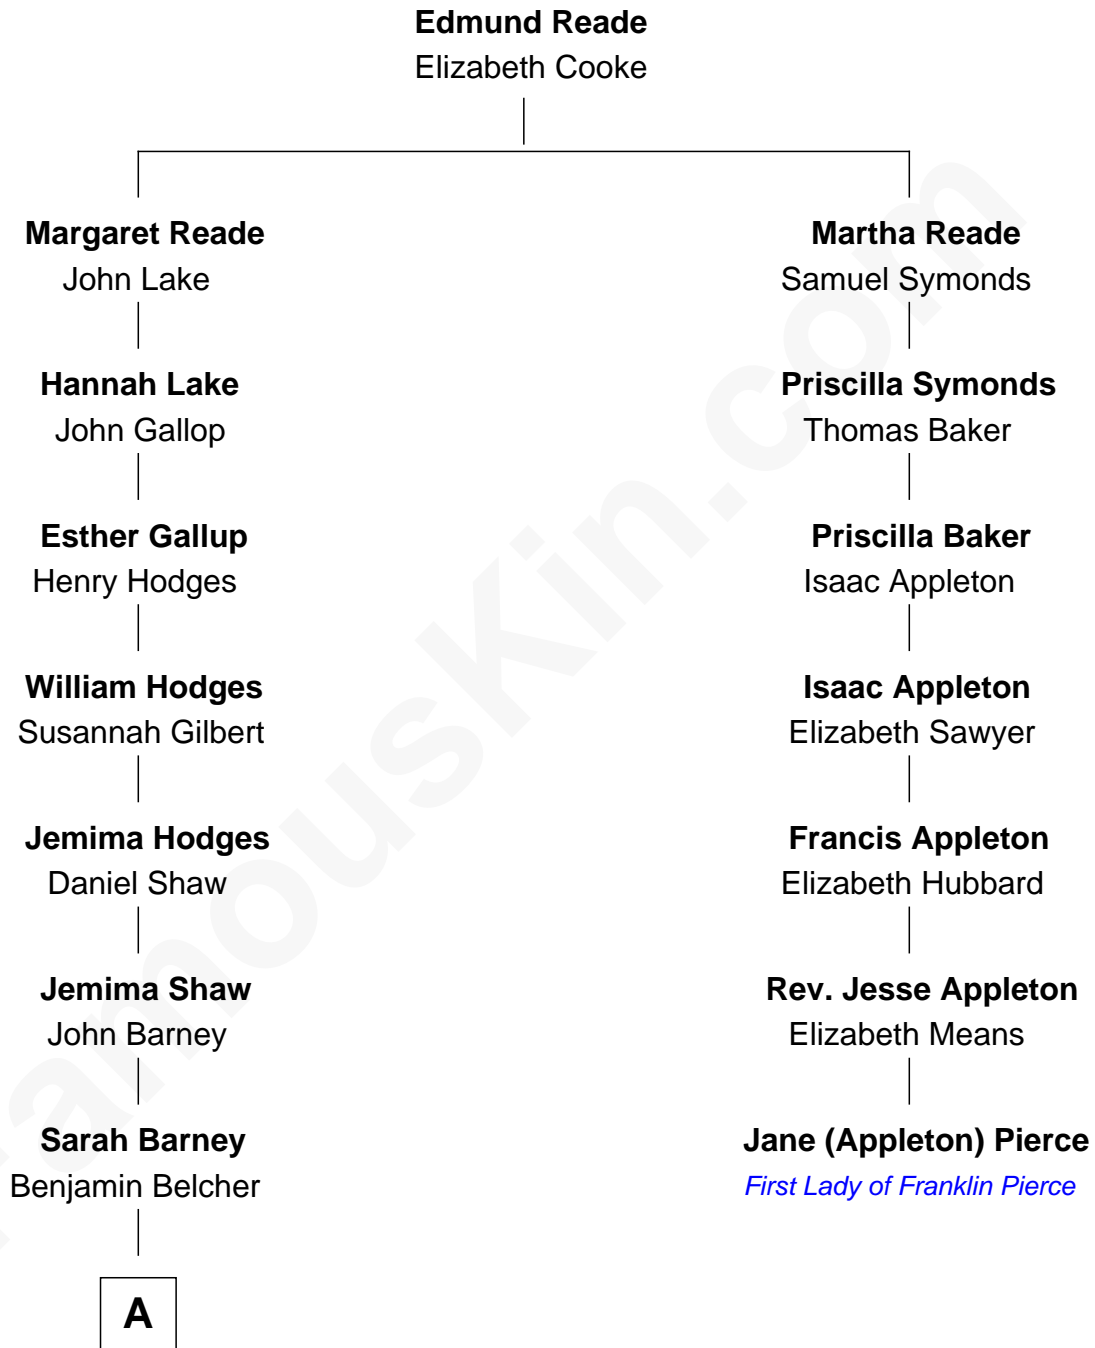 Edmund Reade
Elizabeth Cooke
Margaret Reade
John Lake
Martha Reade
Samuel Symonds
Hannah Lake
John Gallop
Priscilla Symonds
Thomas Baker
Esther Gallup
Henry Hodges
Priscilla Baker
Isaac Appleton
William Hodges
Susannah Gilbert
Isaac Appleton
Elizabeth Sawyer
Jemima Hodges
Daniel Shaw
Francis Appleton
Elizabeth Hubbard
Jemima Shaw
John Barney
Rev. Jesse Appleton
Elizabeth Means
Sarah Barney
Benjamin Belcher
Jane (Appleton) Pierce
First Lady of Franklin Pierce
A
FamousKin.com